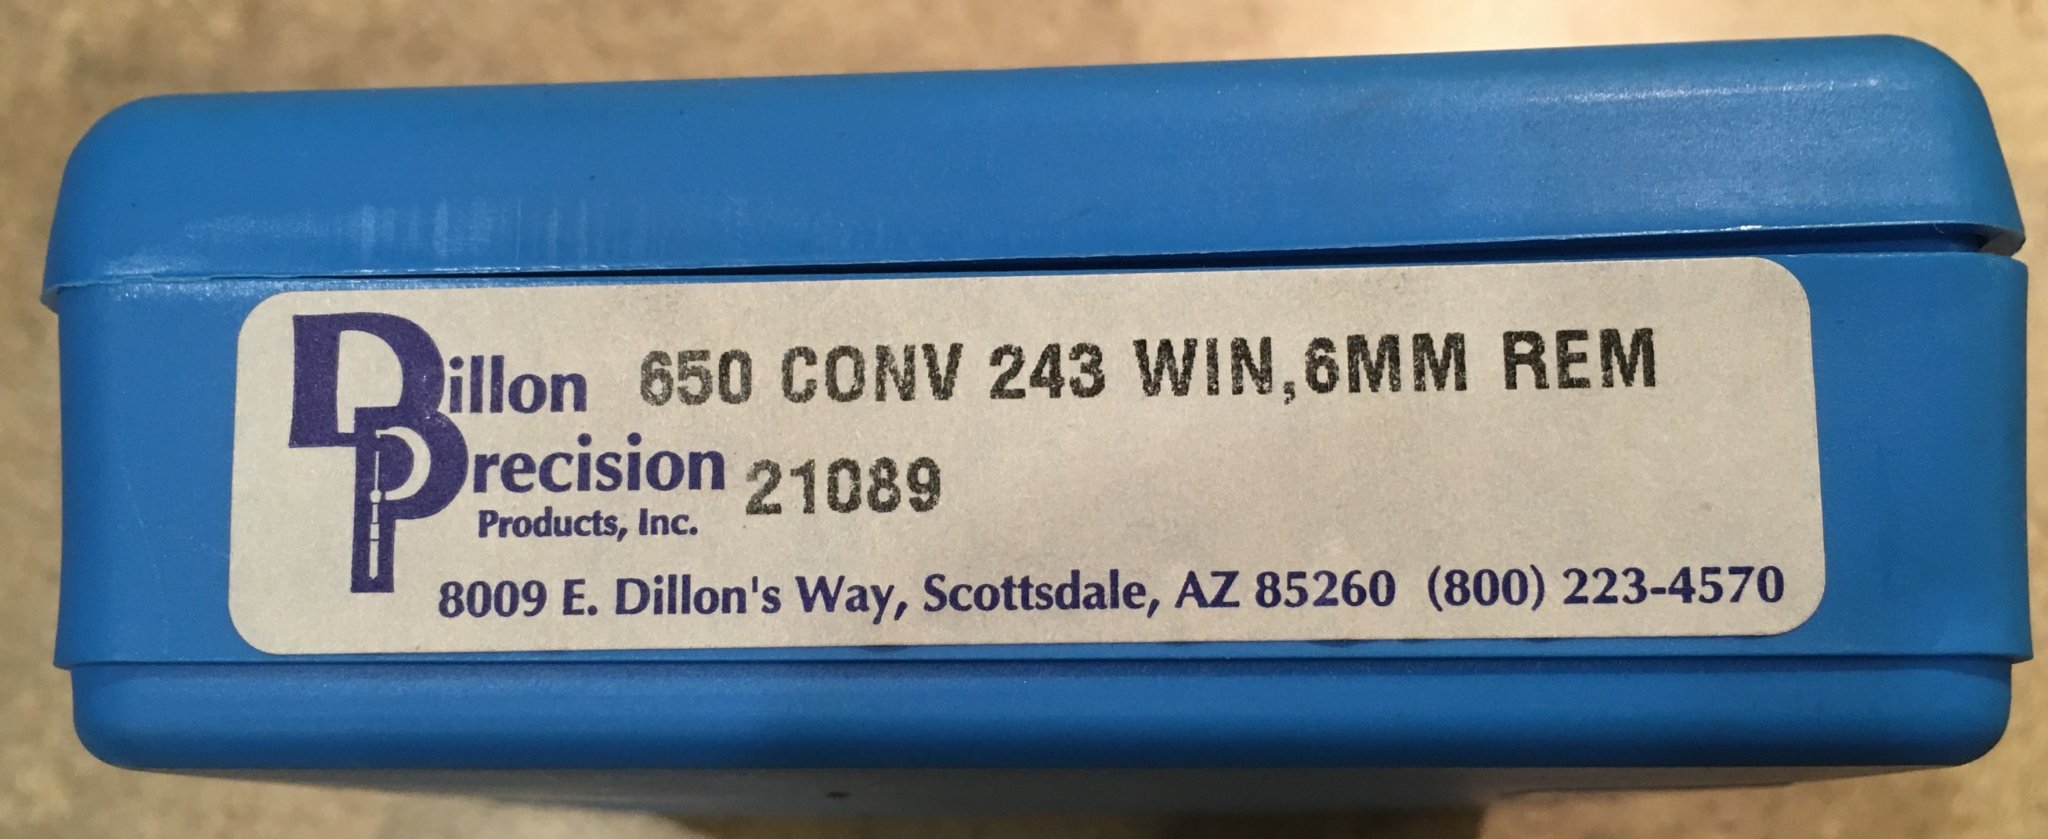 Dillon 650 CONV 243 WIN,6MM REM
Precision 21089
Products, Inc.
8009 E. Dillon's Way, Scottsdale, AZ 85260 (800) 223-4570